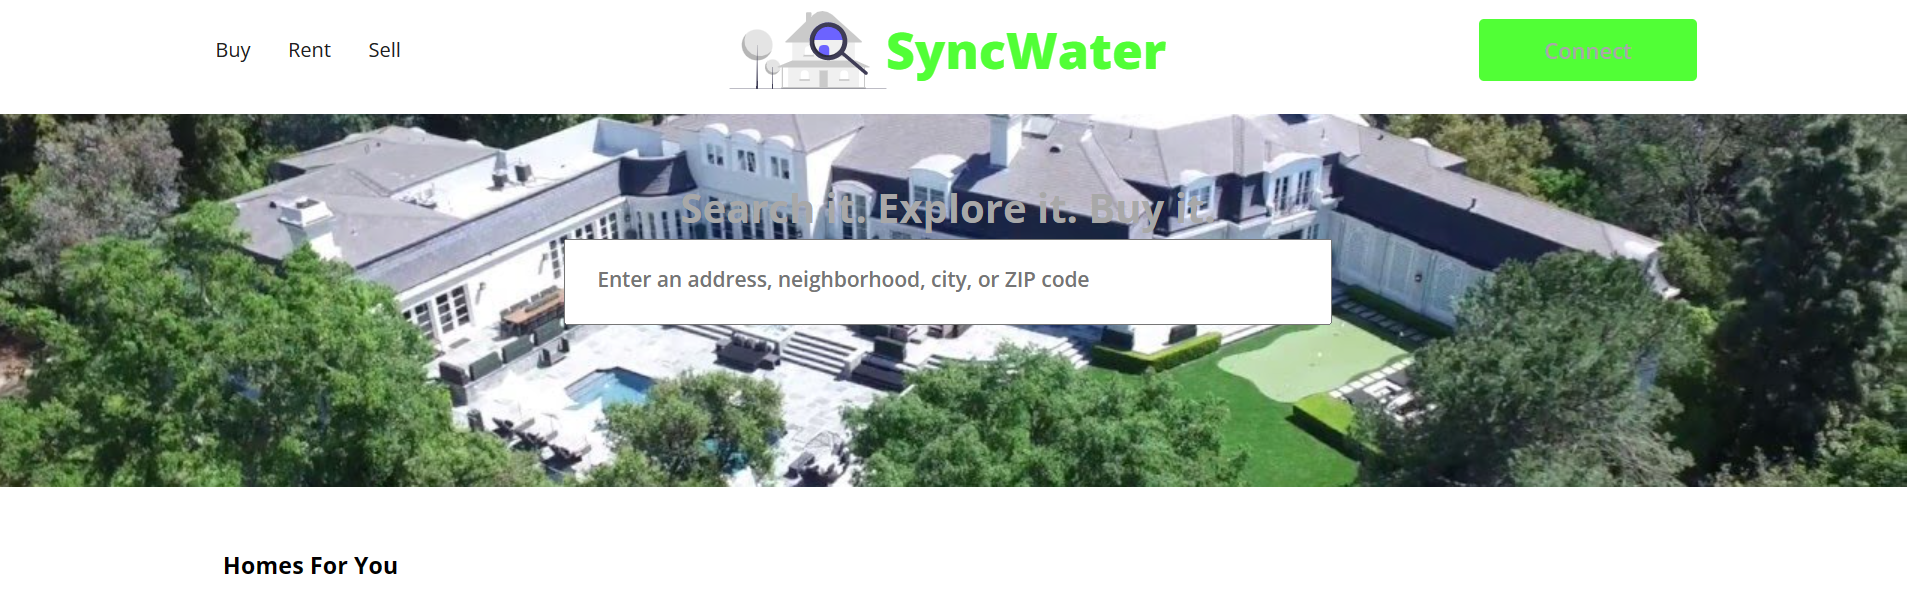 Buy Rent Sell
SyncWater
Connect
Search it. Explore it. Buy it.
Enter an address, neighborhood, city, or ZIP code
Homes For You